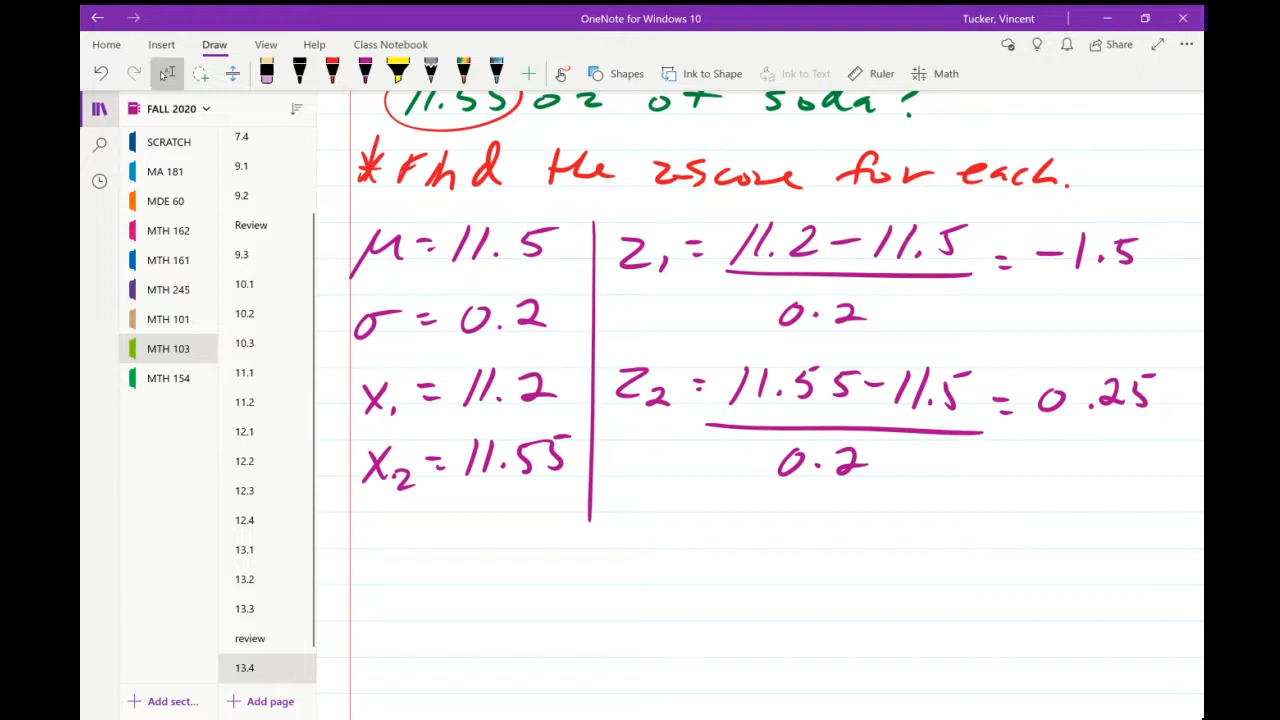 OneNote for Windows 10
Tucker, Vincent
Home Insert Draw View Help Class Notebook
Share
Shapes Ink to Shape Ink to Text Ruler Math
FALL 2020
SCRATCH
MA 181
MDE 60
MTH 162
MTH 161
MTH 245
MTH 101
MTH 103
MTH 154
Add sect...
7.4
9.1
9.2
Review
9.3
10.1
10.2
10.3
11.1
11.2
12.1
12.2
12.3
12.4
13.1
13.2
13.3
review
13.4
Add page
11.55 oz of soda?
*Find the z-score for each.
μ = 11.5
σ = 0.2
x₁ = 11.2
x₂ = 11.55
z₁ = 11.2 - 11.5 = -1.5
0.2
z₂ = 11.55 - 11.5 = 0.25
0.2